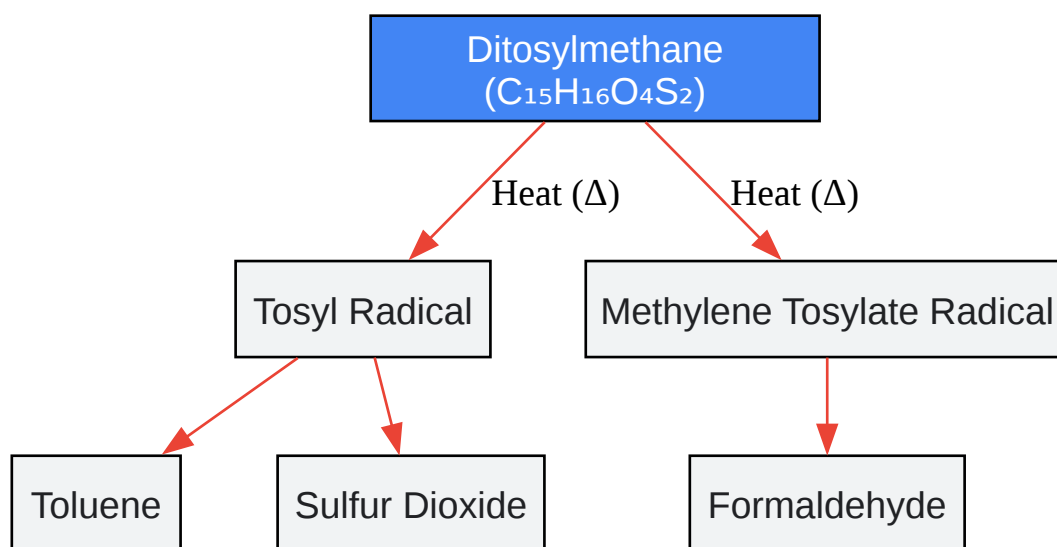 Ditosylmethane
(C₁₅H₁₆O₄S₂)
Heat (Δ)
Heat (Δ)
Tosyl Radical
Methylene Tosylate Radical
Toluene
Sulfur Dioxide
Formaldehyde